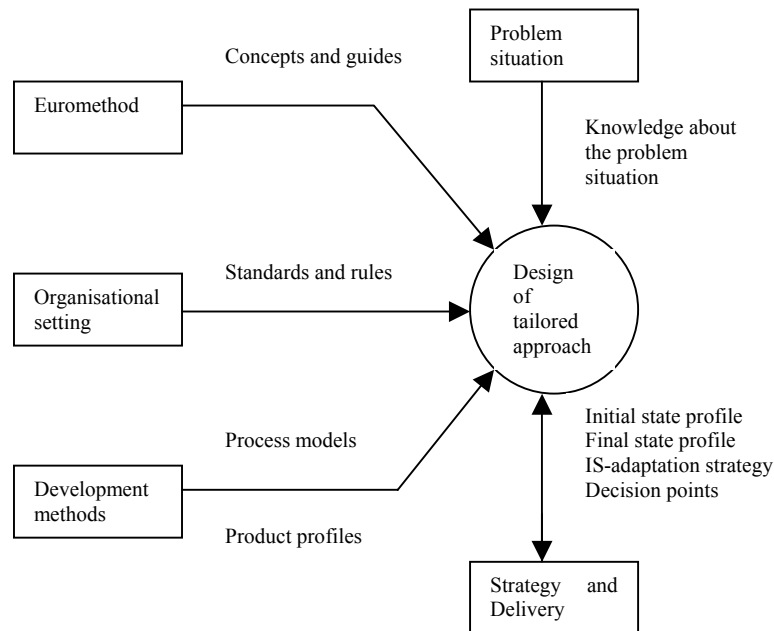 Concepts and guides
Problem
situation
Euromethod
Knowledge about
the problem
situation
Standards and rules
Organisational
setting
Design
of
tailored
approach
Process models
Development
methods
Product profiles
Initial state profile
Final state profile
IS-adaptation strategy
Decision points
Strategy and
Delivery